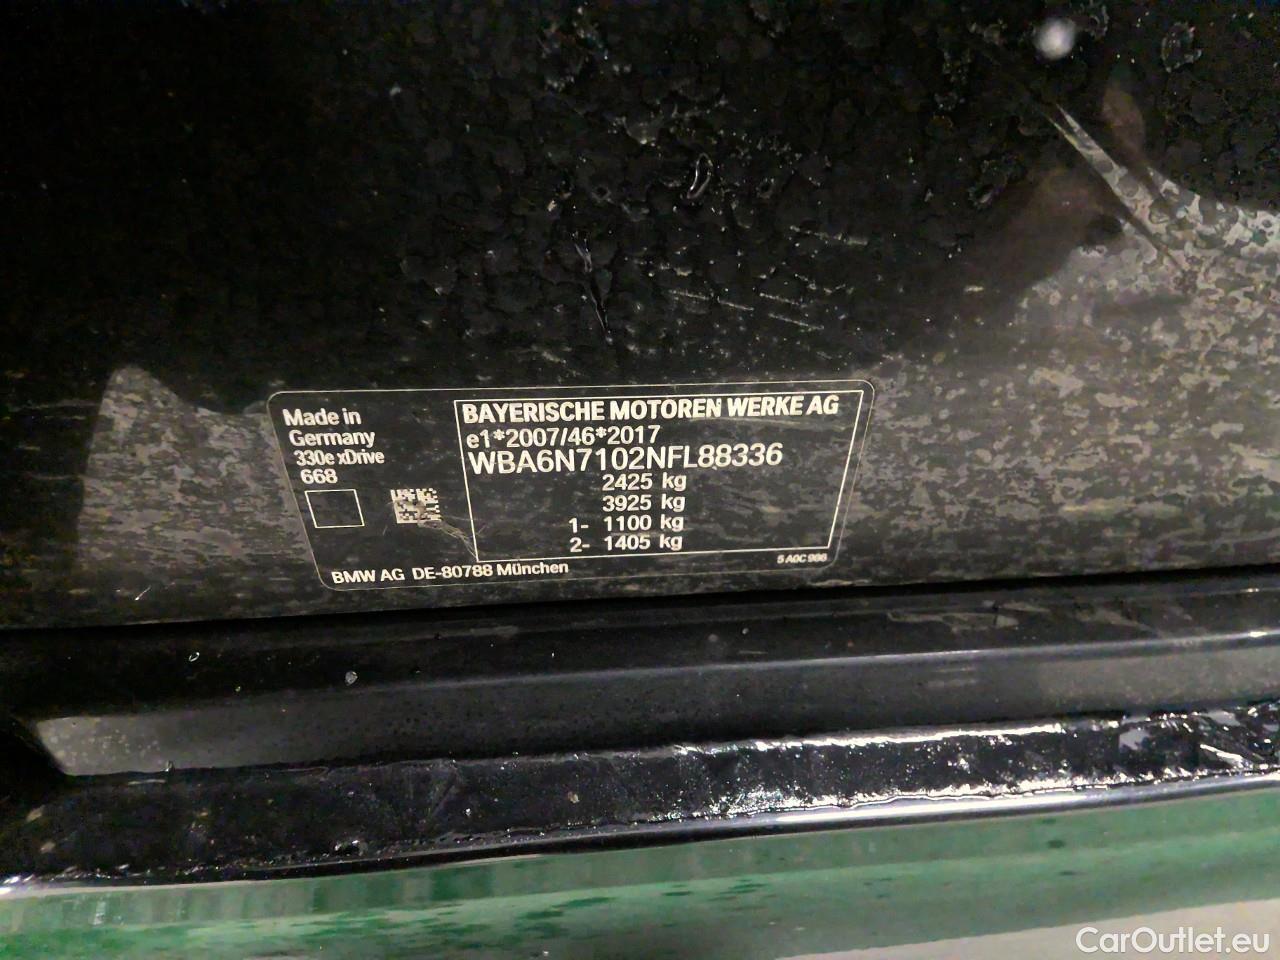 Made in
Germany
330e xDrive
668
BAYERISCHE MOTOREN WERKE AG
e1*2007/46*2017
WBA6N7102NFL88336
2425 kg
3925 kg
1- 1100 kg
2- 1405 kg
BMW AG DE-80788 München
CarOutlet.eu